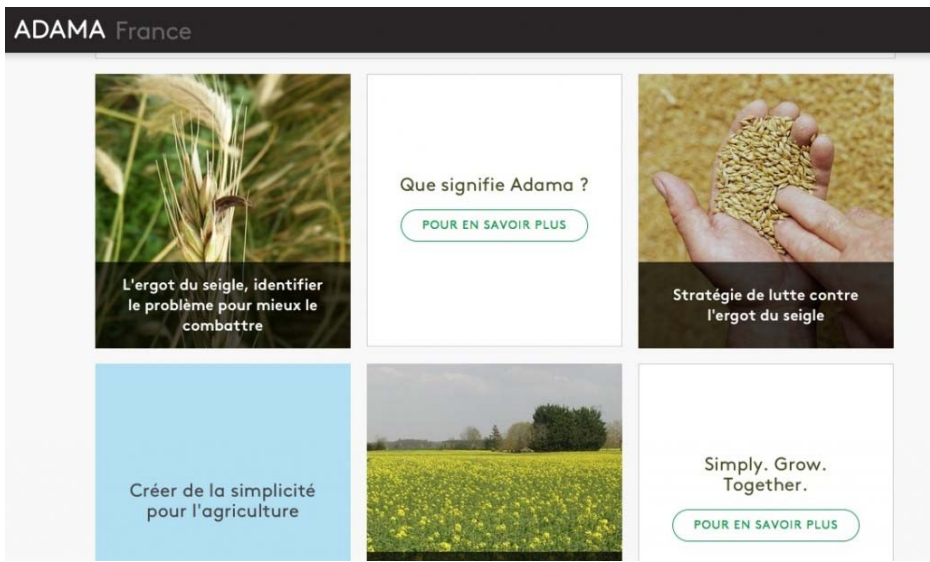 ADAMA France
L'ergot du seigle, identifier
le problème pour mieux le
combattre
Que signifie Adama ?
POUR EN SAVOIR PLUS
Stratégie de lutte contre
l'ergot du seigle
Créer de la simplicité
pour l'agriculture
Simply. Grow.
Together.
POUR EN SAVOIR PLUS